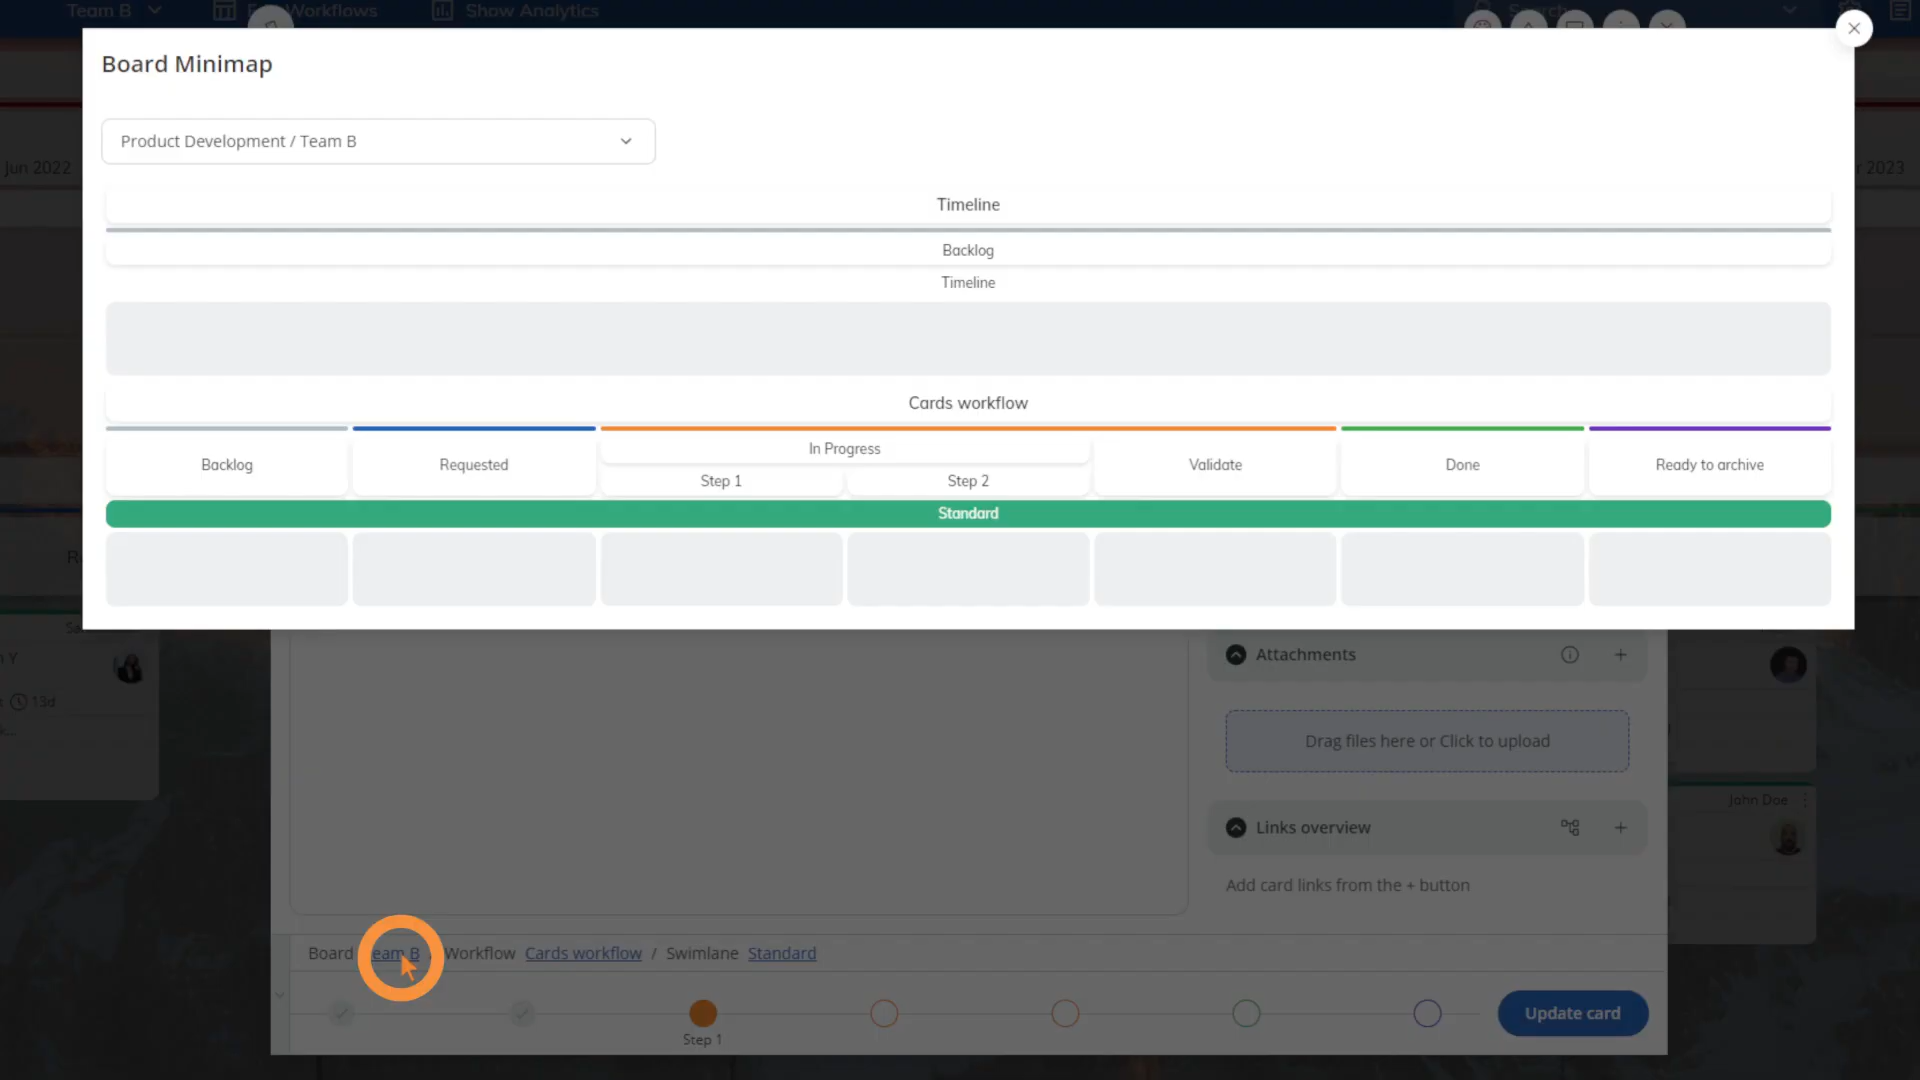 Team B
Workflows
Show Analytics
Search
Board Minimap
Product Development / Team B
Jun 2022
2023
Timeline
Backlog
Timeline
Cards workflow
Backlog
Requested
In Progress
Step 1
Step 2
Validate
Done
Ready to archive
Standard
13d
Attachments
Drag files here or Click to upload
John Doe
Links overview
Add card links from the + button
Board Team B / Workflow Cards workflow / Swimlane Standard
Step 1
Update card